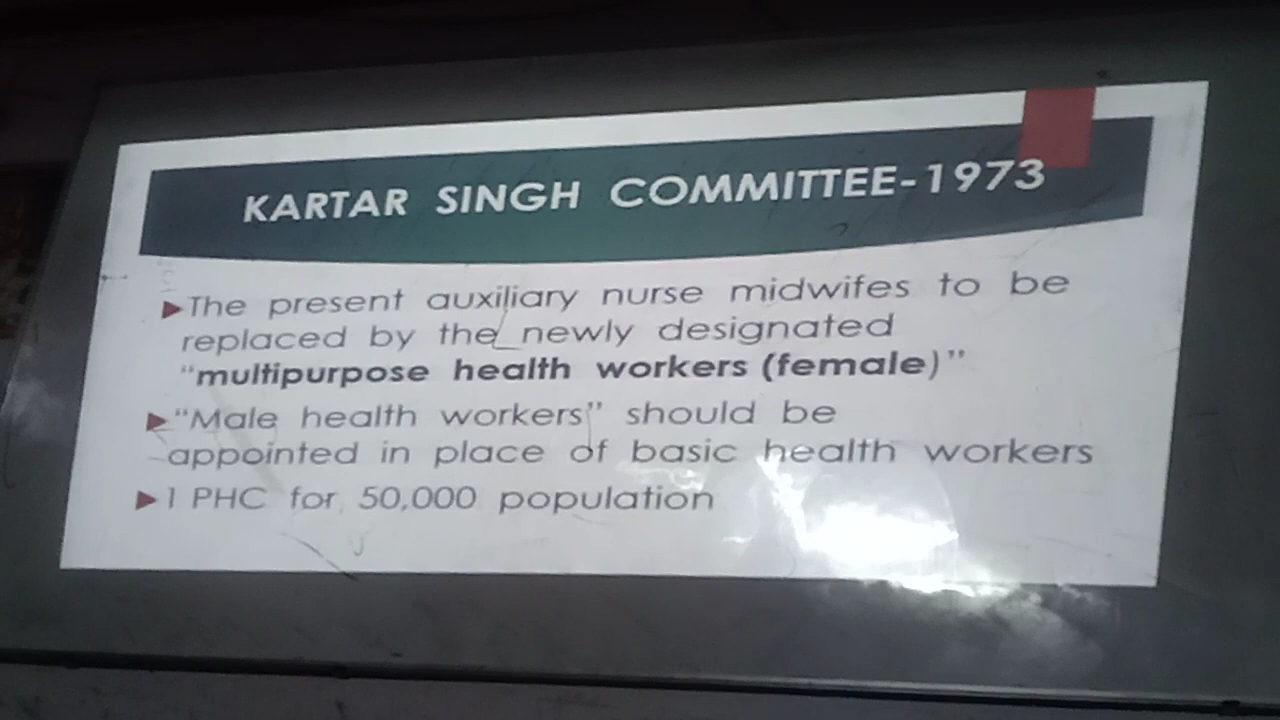 KARTAR SINGH COMMITTEE-1973
The present auxiliary nurse midwifes to be
replaced by the newly designated
“multipurpose health workers (female)”
“Male health workers” should be
appointed in place of basic health workers
1 PHC for 50,000 population